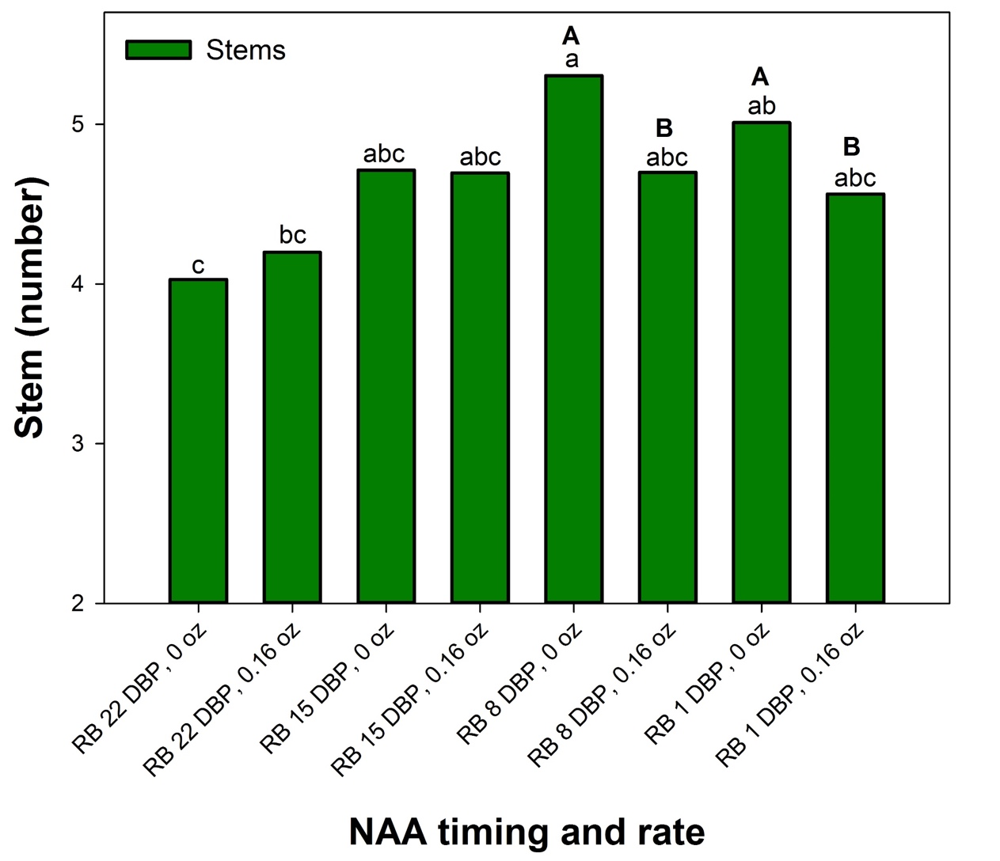 Stems
A
a
A
ab
B
abc
B
abc
abc
abc
bc
c
5
4
3
2
Stem (number)
RB 22 DBP, 0 oz
RB 22 DBP, 0.16 oz
RB 15 DBP, 0 oz
RB 15 DBP, 0.16 oz
RB 8 DBP, 0 oz
RB 8 DBP, 0.16 oz
RB 1 DBP, 0 oz
RB 1 DBP, 0.16 oz
NAA timing and rate